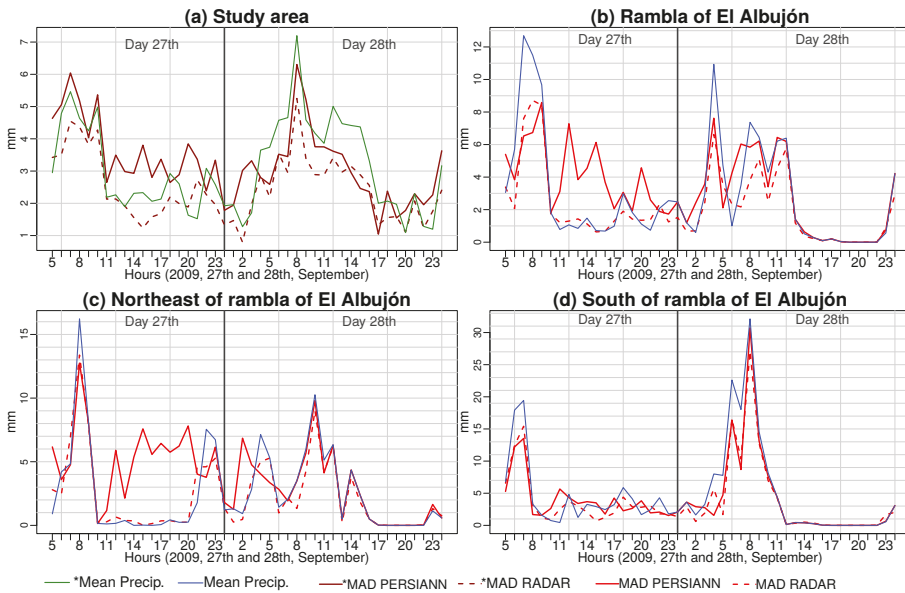 (a) Study area
Day 27th
Day 28th
mm
1 2 3 4 5 6 7
5 8 11 14 17 20 23 2 5 8 11 14 17 20 23
Hours (2009, 27th and 28th, September)
(b) Rambla of El Albujón
Day 27th
Day 28th
mm
0 2 4 6 8 10 12
5 8 11 14 17 20 23 2 5 8 11 14 17 20 23
Hours (2009, 27th and 28th, September)
(c) Northeast of rambla of El Albujón
Day 27th
Day 28th
mm
0 5 10 15
5 8 11 14 17 20 23 2 5 8 11 14 17 20 23
Hours (2009, 27th and 28th, September)
(d) South of rambla of El Albujón
Day 27th
Day 28th
mm
0 5 10 15 20 25 30
5 8 11 14 17 20 23 2 5 8 11 14 17 20 23
Hours (2009, 27th and 28th, September)
*Mean Precip. Mean Precip. *MAD PERSIANN *MAD RADAR MAD PERSIANN MAD RADAR